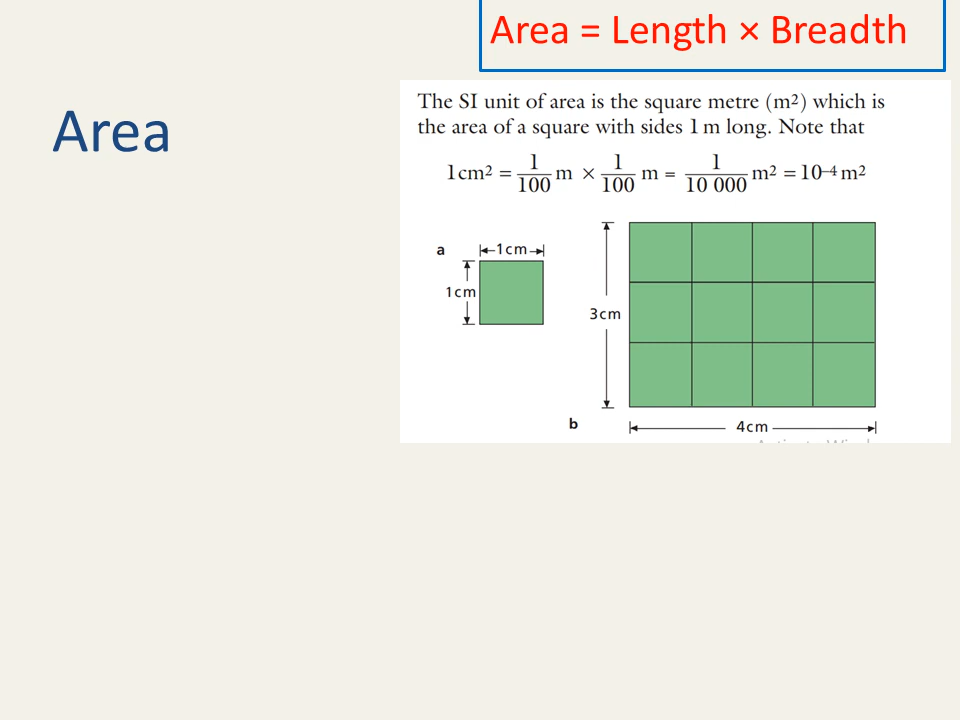 Area = Length × Breadth
Area
The SI unit of area is the square metre (m²) which is
the area of a square with sides 1 m long. Note that
1 cm² = 1/100 m × 1/100 m = 1/10 000 m² = 10⁻⁴ m²
a
1cm
1cm
3cm
b
4cm